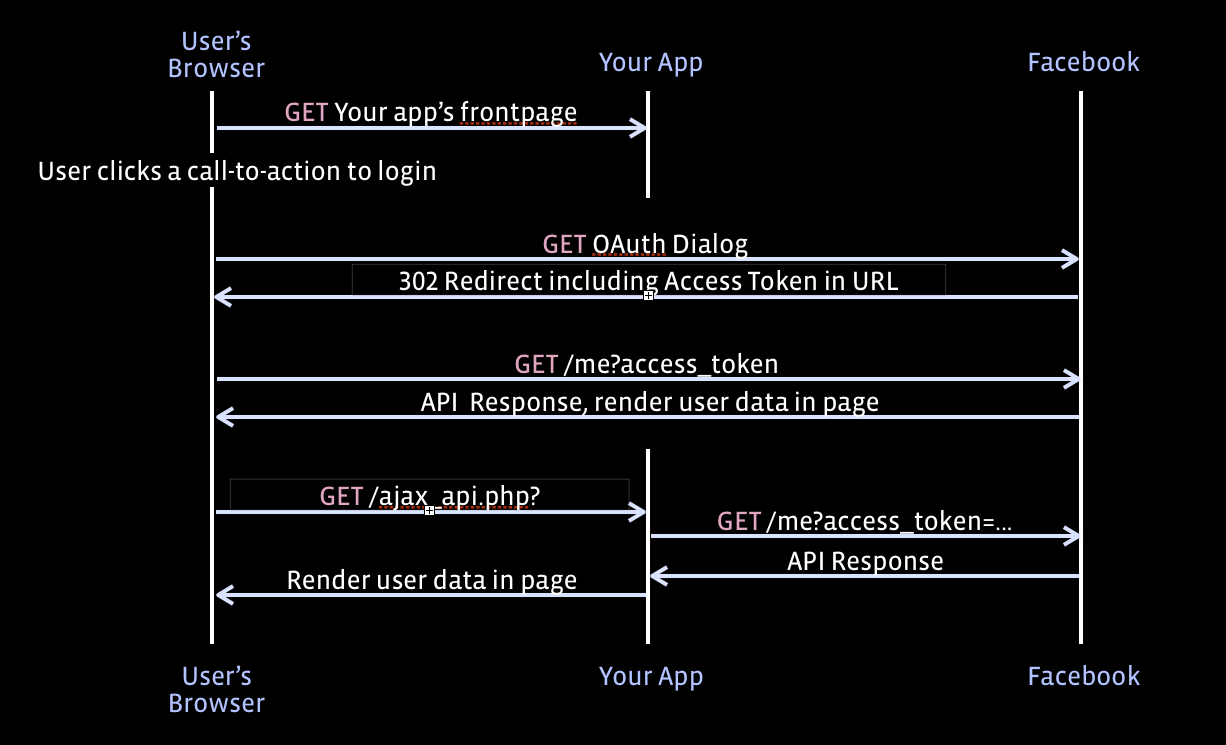 User’s
Browser
Your App
Facebook
GET Your app’s frontpage
User clicks a call-to-action to login
GET OAuth Dialog
302 Redirect including Access Token in URL
GET /me?access_token
API  Response, render user data in page
GET /ajax_api.php?
GET /me?access_token=...
API Response
Render user data in page
User’s
Browser
Your App
Facebook